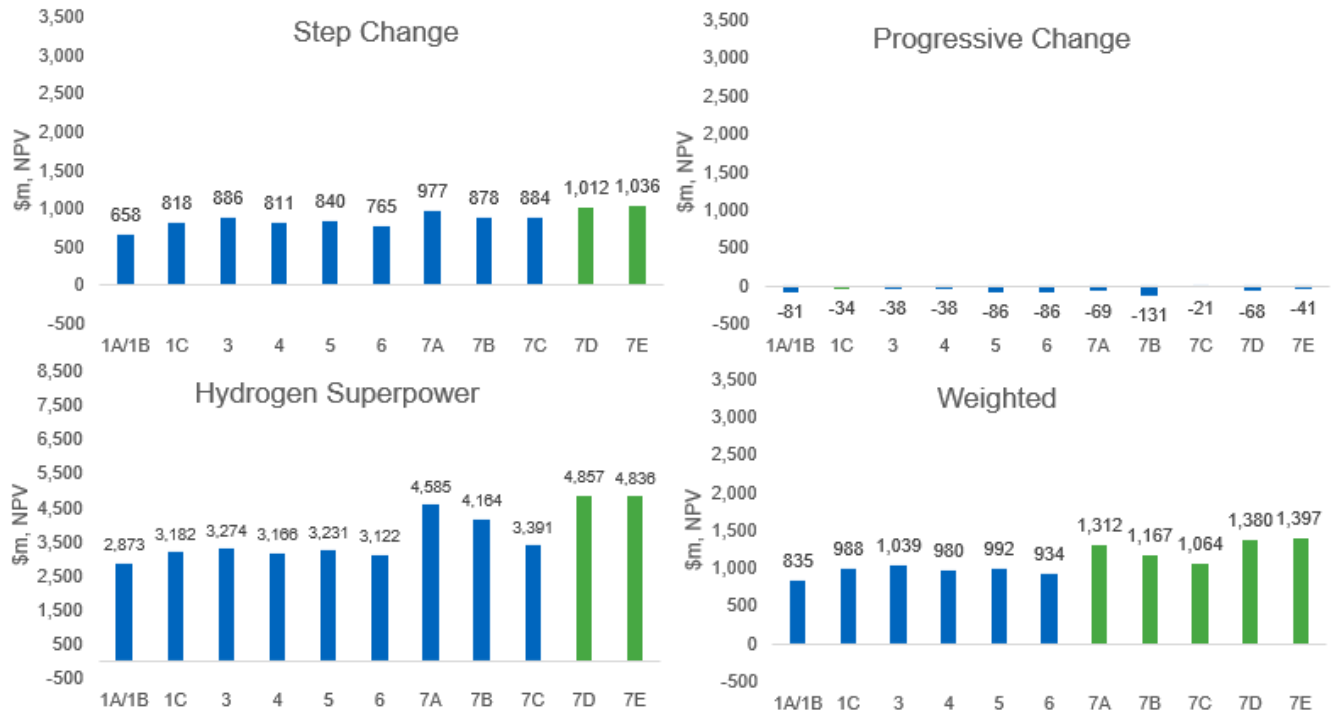 Step Change
$m, NPV
3,500
3,000
2,500
2,000
1,500
1,000
500
0
-500
658 818 886 811 840 765 977 878 884 1,012 1,036
1A/1B 1C 3 4 5 6 7A 7B 7C 7D 7E
Progressive Change
$m, NPV
3,500
3,000
2,500
2,000
1,500
1,000
500
0
-500
-81 -34 -38 -38 -86 -86 -69 -131 -21 -68 -41
1A/1B 1C 3 4 5 6 7A 7B 7C 7D 7E
Hydrogen Superpower
$m, NPV
8,500
7,500
6,500
5,500
4,500
3,500
2,500
1,500
500
-500
2,873 3,182 3,274 3,166 3,231 3,122 4,585 4,164 3,391 4,857 4,836
1A/1B 1C 3 4 5 6 7A 7B 7C 7D 7E
Weighted
$m, NPV
3,500
3,000
2,500
2,000
1,500
1,000
500
0
-500
835 988 1,039 980 992 934 1,312 1,167 1,064 1,380 1,397
1A/1B 1C 3 4 5 6 7A 7B 7C 7D 7E